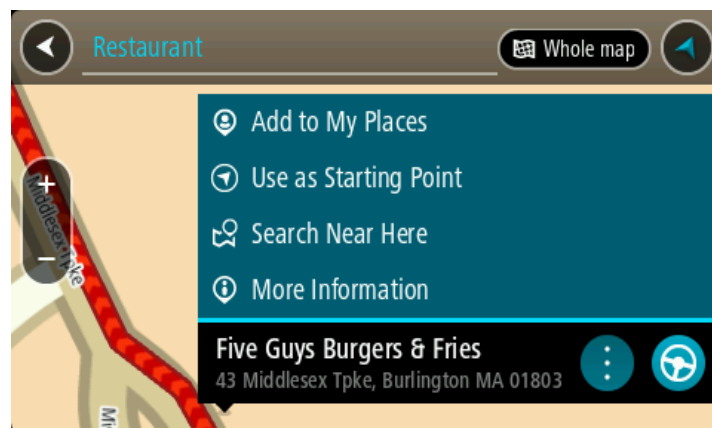 Restaurant
Whole map
Add to My Places
Use as Starting Point
Search Near Here
More Information
Five Guys Burgers & Fries
43 Middlesex Tpke, Burlington MA 01803
+
Middlesex Tpke
−
Mi